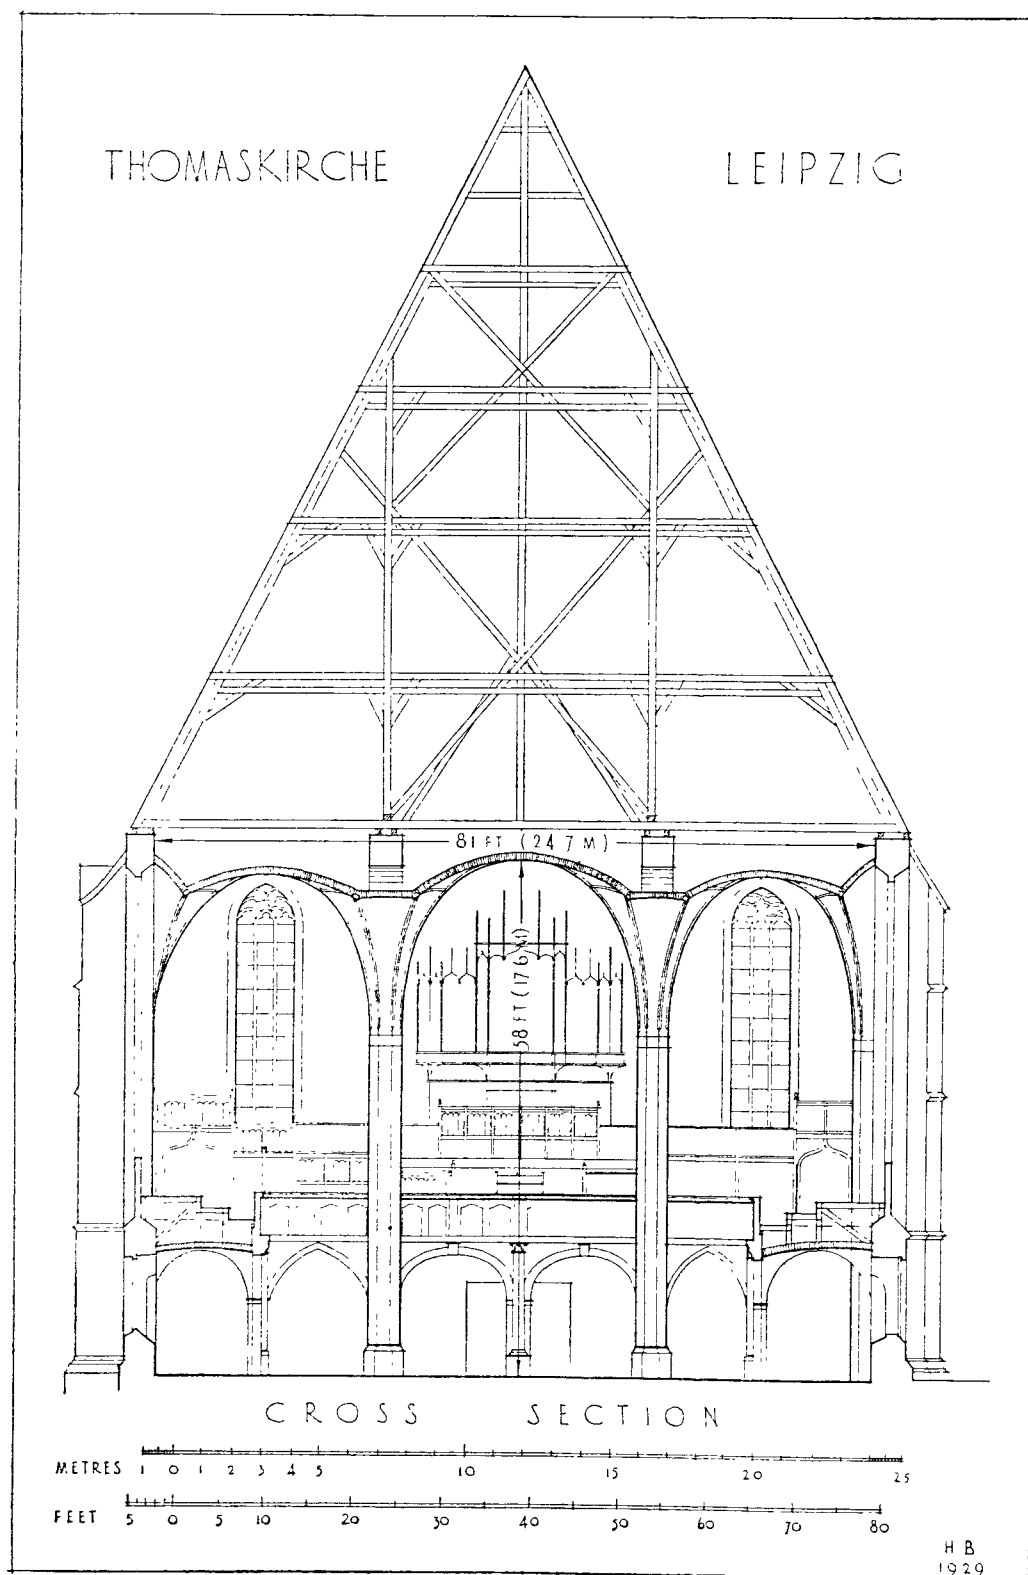 THOMASKIRCHE LEIPZIG
81 FT (24 7 M)
58 FT (17 6 M)
CROSS SECTION
METRES 1 0 1 2 3 4 5 10 15 20 25
FEET 5 0 5 10 20 30 40 50 60 70 80
H B
1929